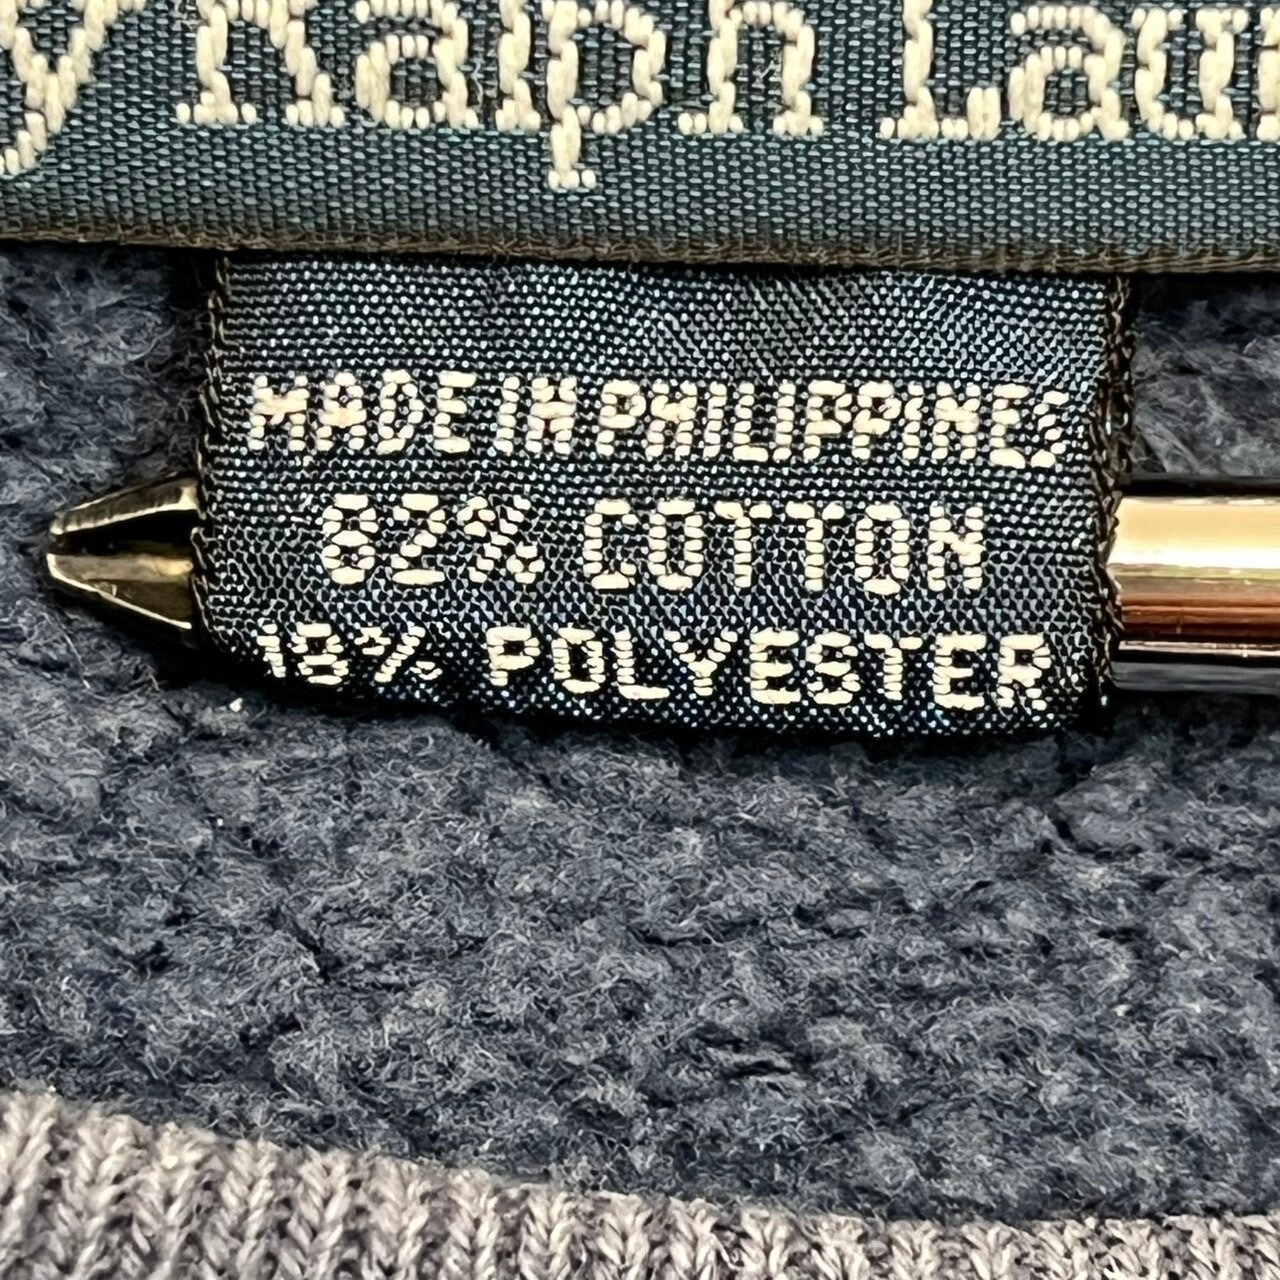 y Ralph Lau
MADE IN PHILIPPINES
82% COTTON
18% POLYESTER